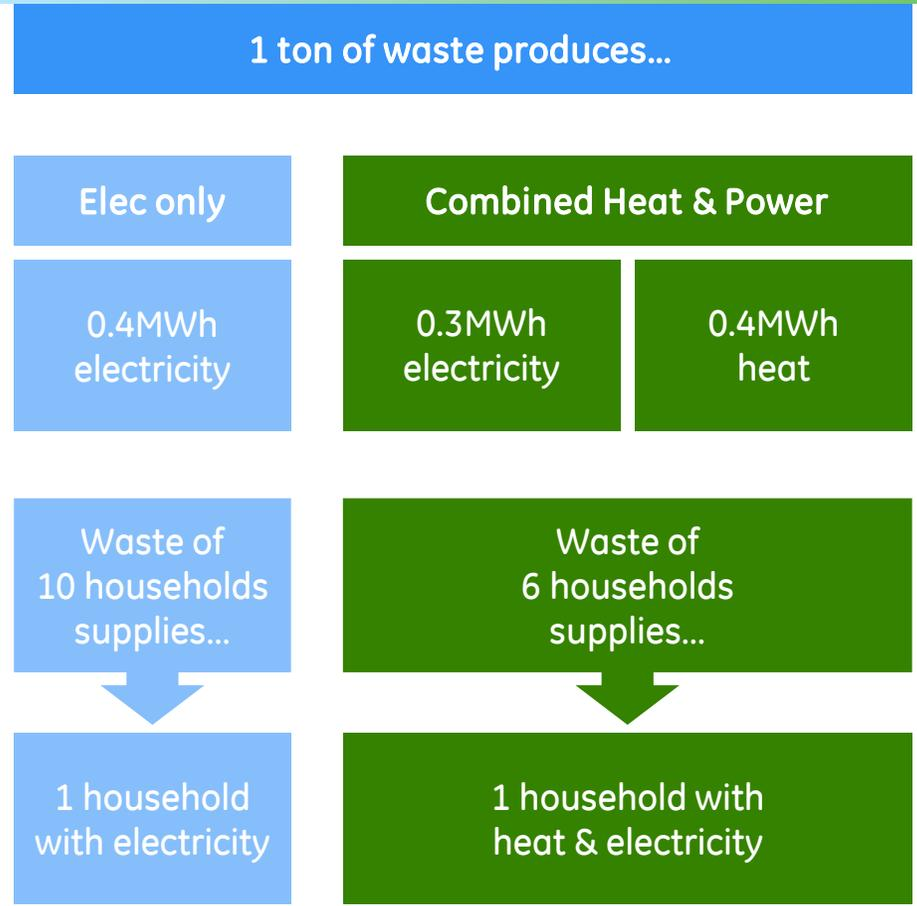 1 ton of waste produces...
Elec only
Combined Heat & Power
0.4MWh
electricity
0.3MWh
electricity
0.4MWh
heat
Waste of
10 households
supplies...
Waste of
6 households
supplies...
1 household
with electricity
1 household with
heat & electricity